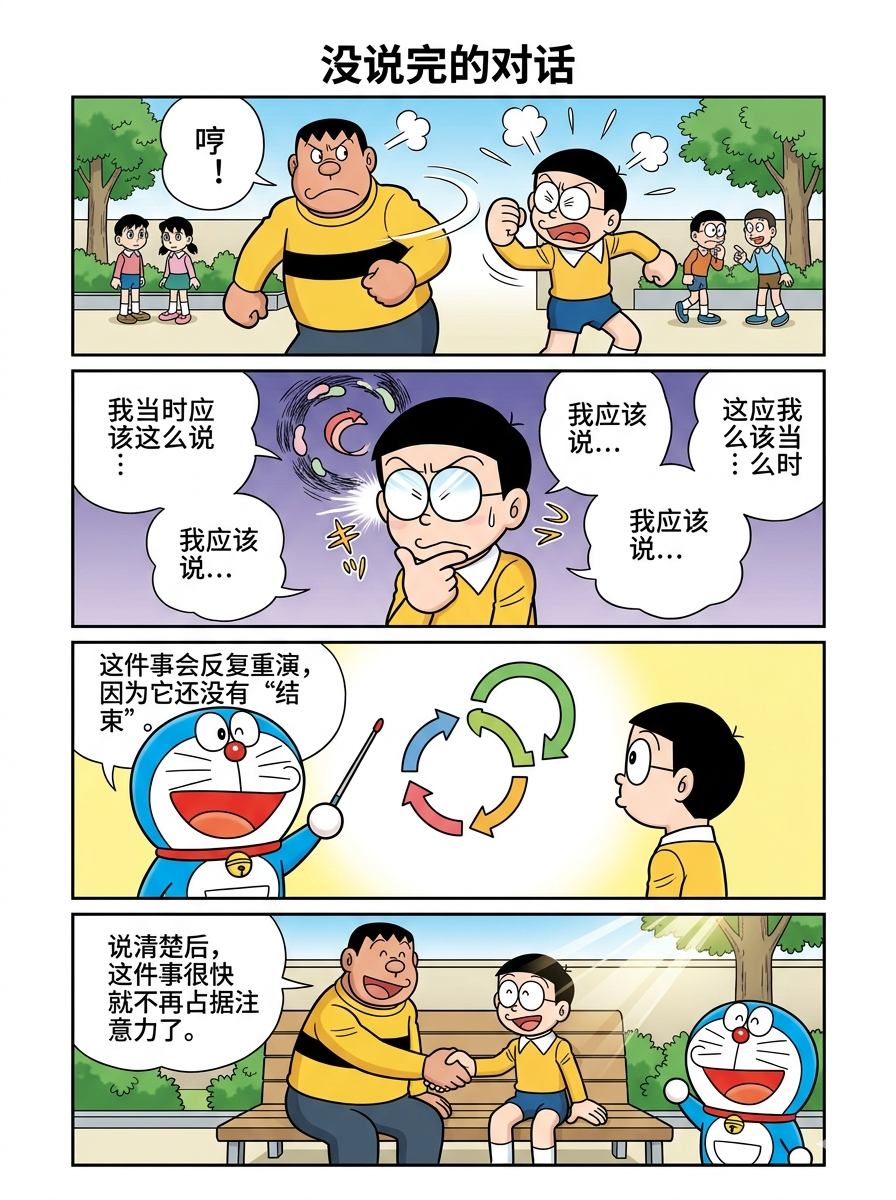 没说完的对话
哼
！
我当时应
该这么说
…
我应该
说…
我应该
说…
我应该
说…
这应我
么该当
…么时
这件事会反复重演，
因为它还没有“结
束”。
说清楚后，
这件事很快
就不再占据注
意力了。